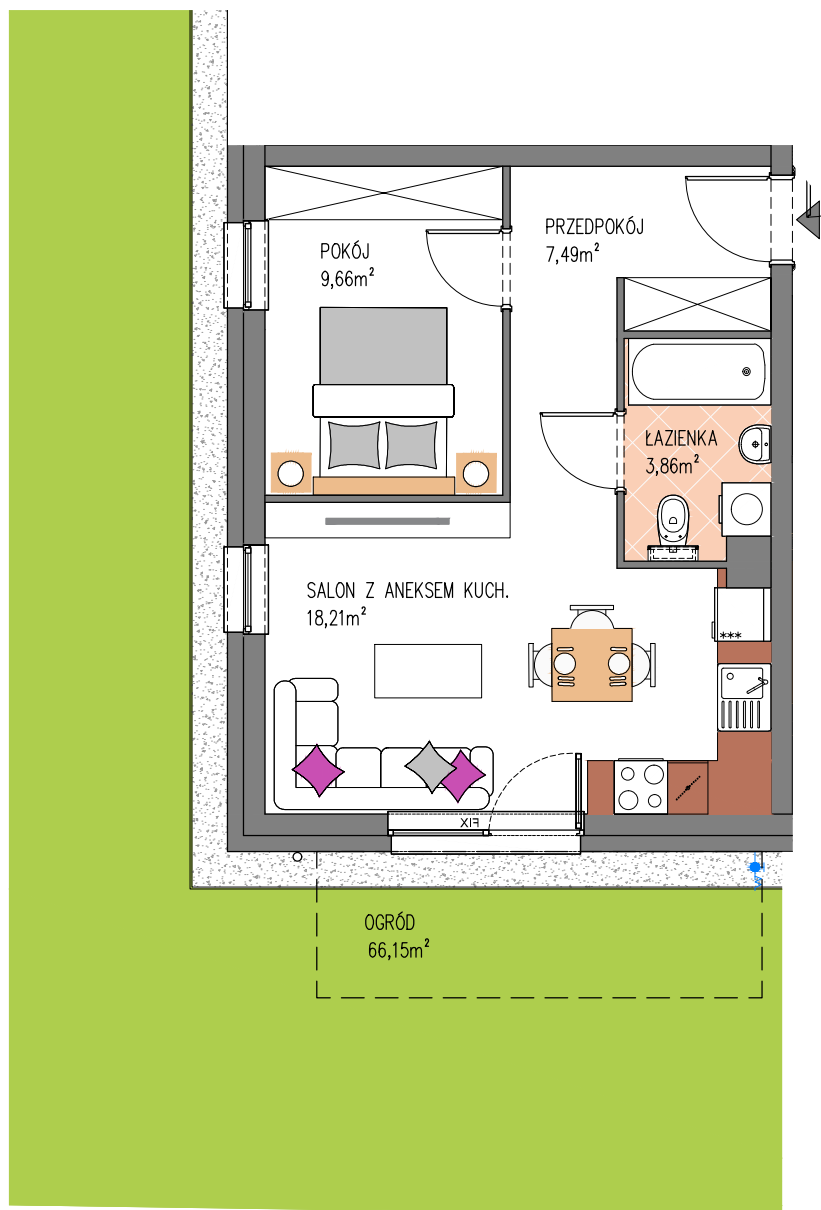 PRZEDPOKÓJ
7,49m²
POKÓJ
9,66m²
ŁAZIENKA
3,86m²
SALON Z ANEKSEM KUCH.
18,21m²
***
FIX
OGRÓD
66,15m²